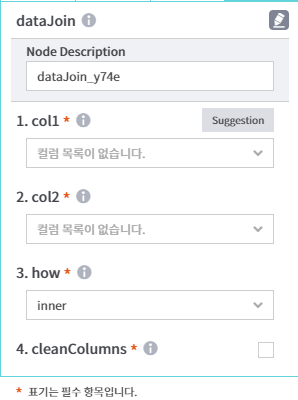 dataJoin
Node Description
dataJoin_y74e
1. col1 * Suggestion
컬럼 목록이 없습니다.
2. col2 *
컬럼 목록이 없습니다.
3. how *
inner
4. cleanColumns *
* 표기는 필수 항목입니다.